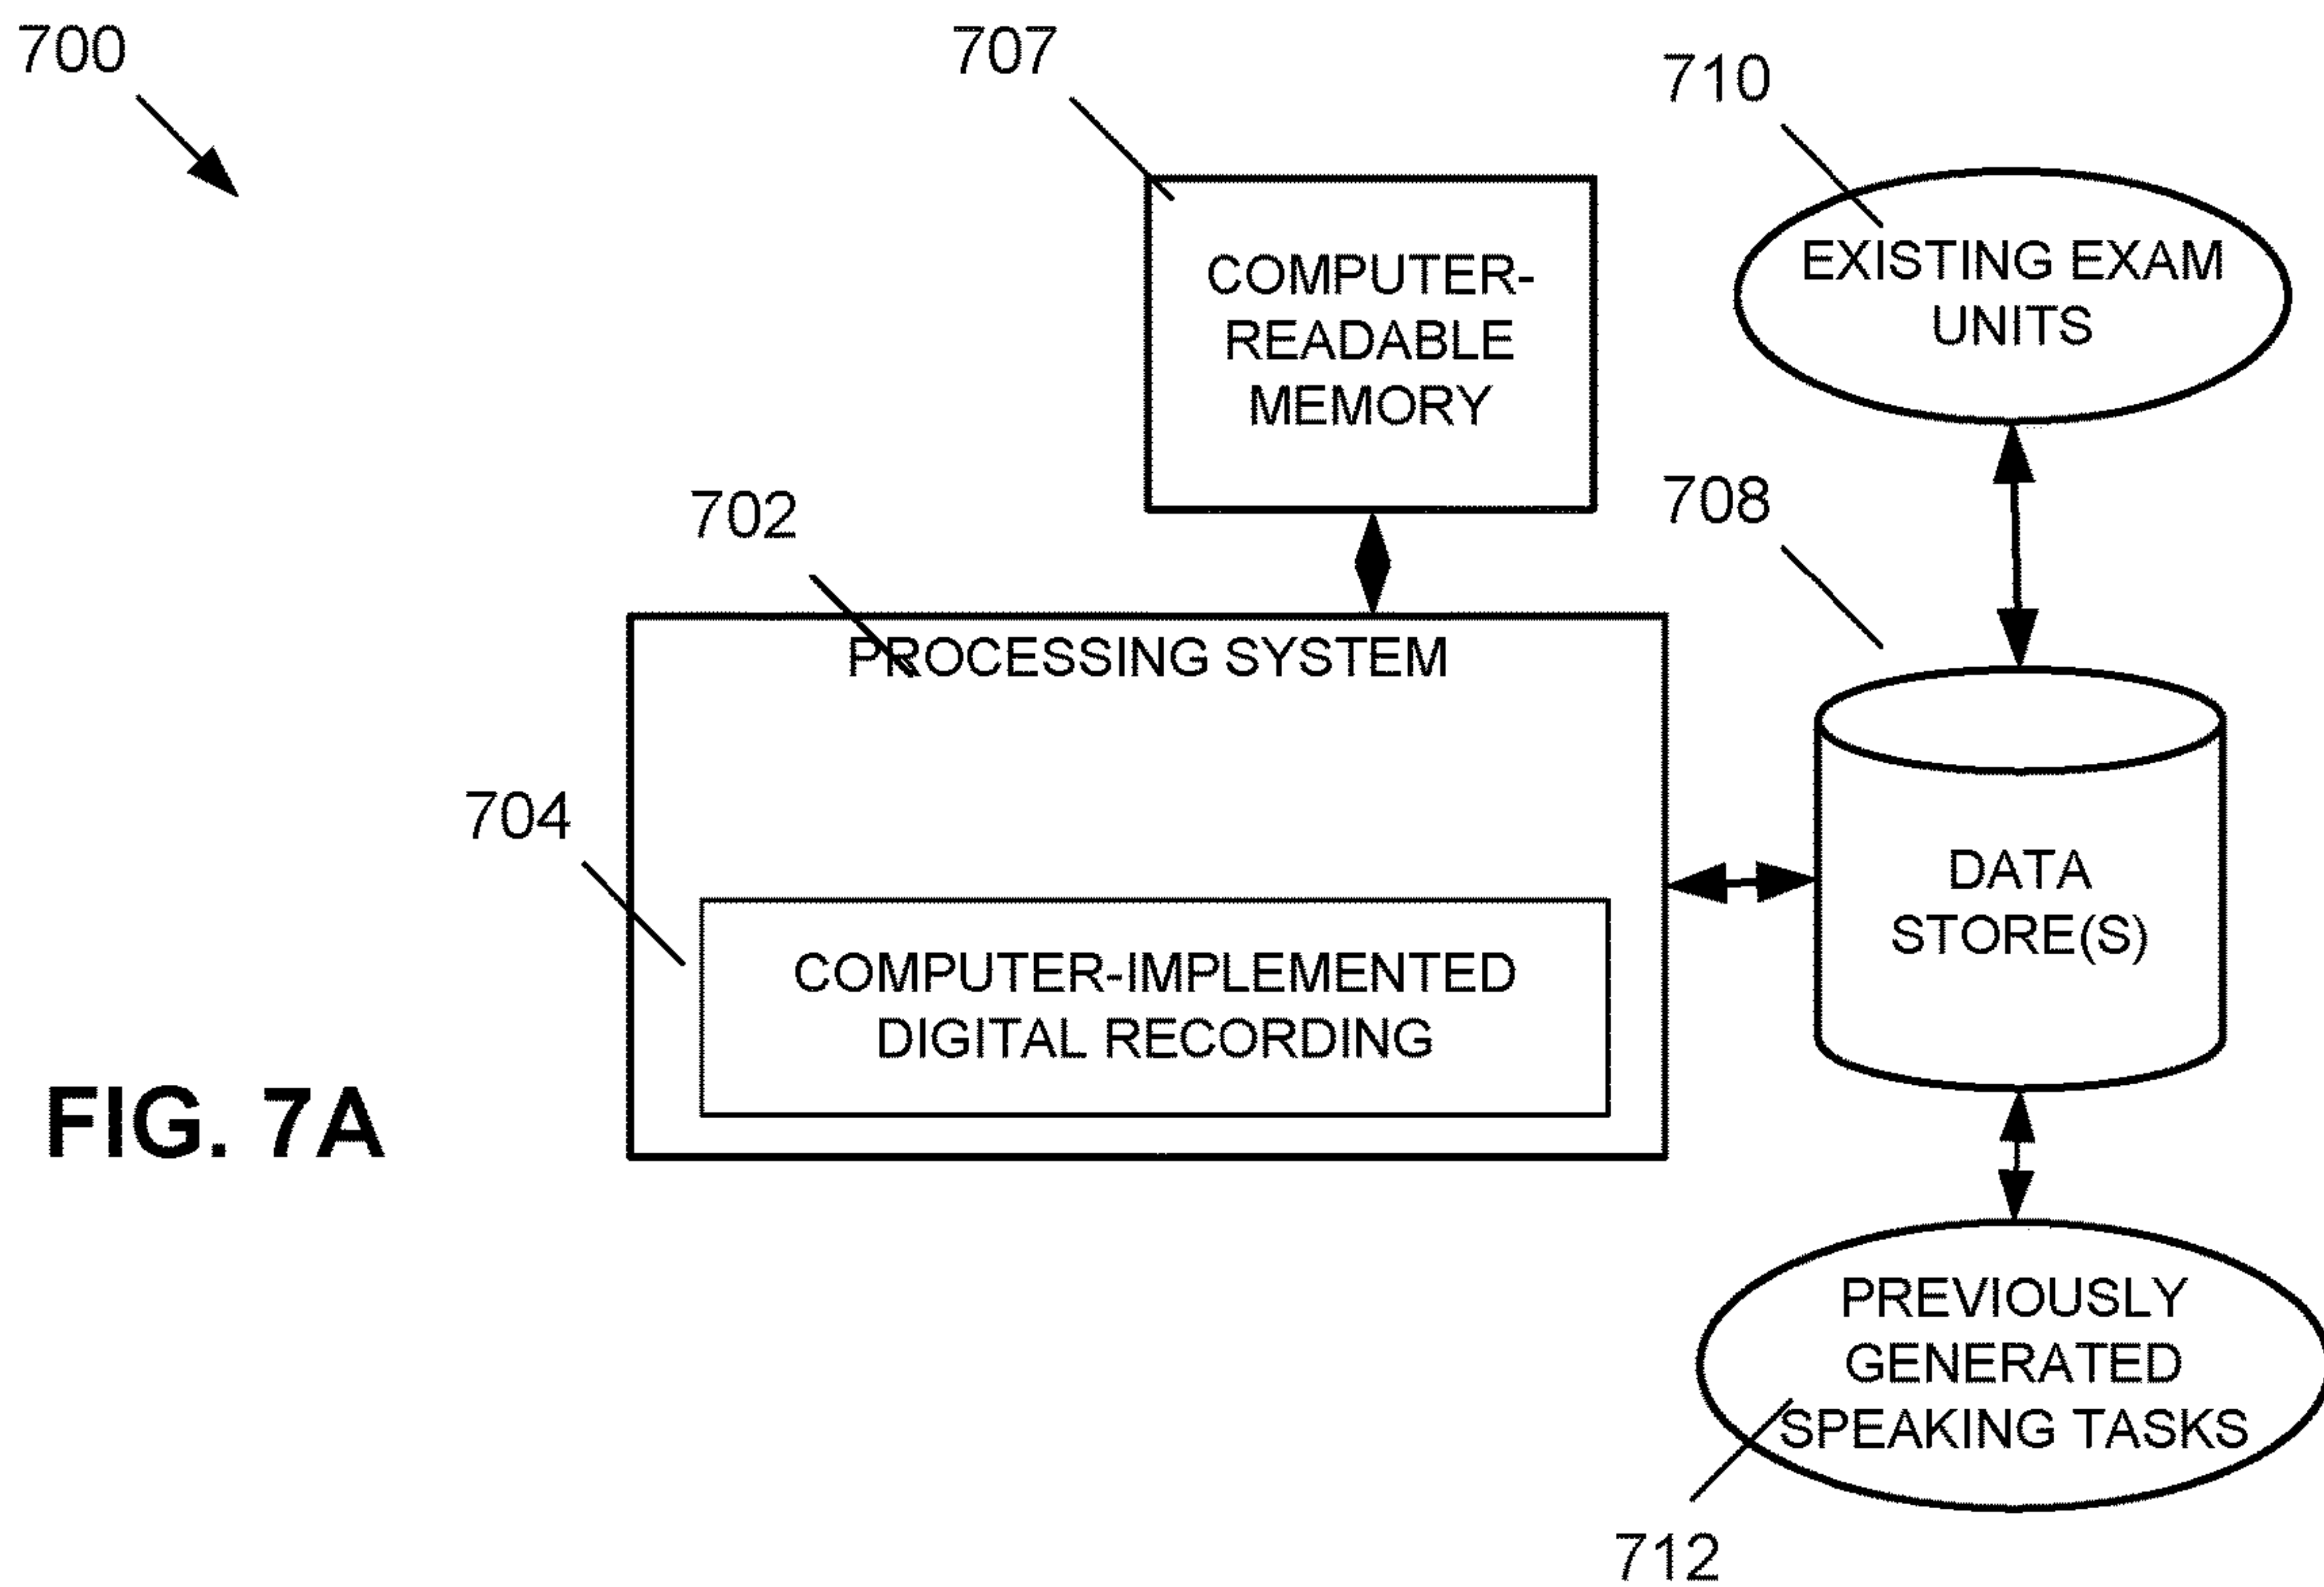 700
707
710
COMPUTER-
READABLE
MEMORY
EXISTING EXAM
UNITS
702
708
PROCESSING SYSTEM
704
DATA
STORE(S)
COMPUTER-IMPLEMENTED
DIGITAL RECORDING
FIG. 7A
PREVIOUSLY
GENERATED
SPEAKING TASKS
712